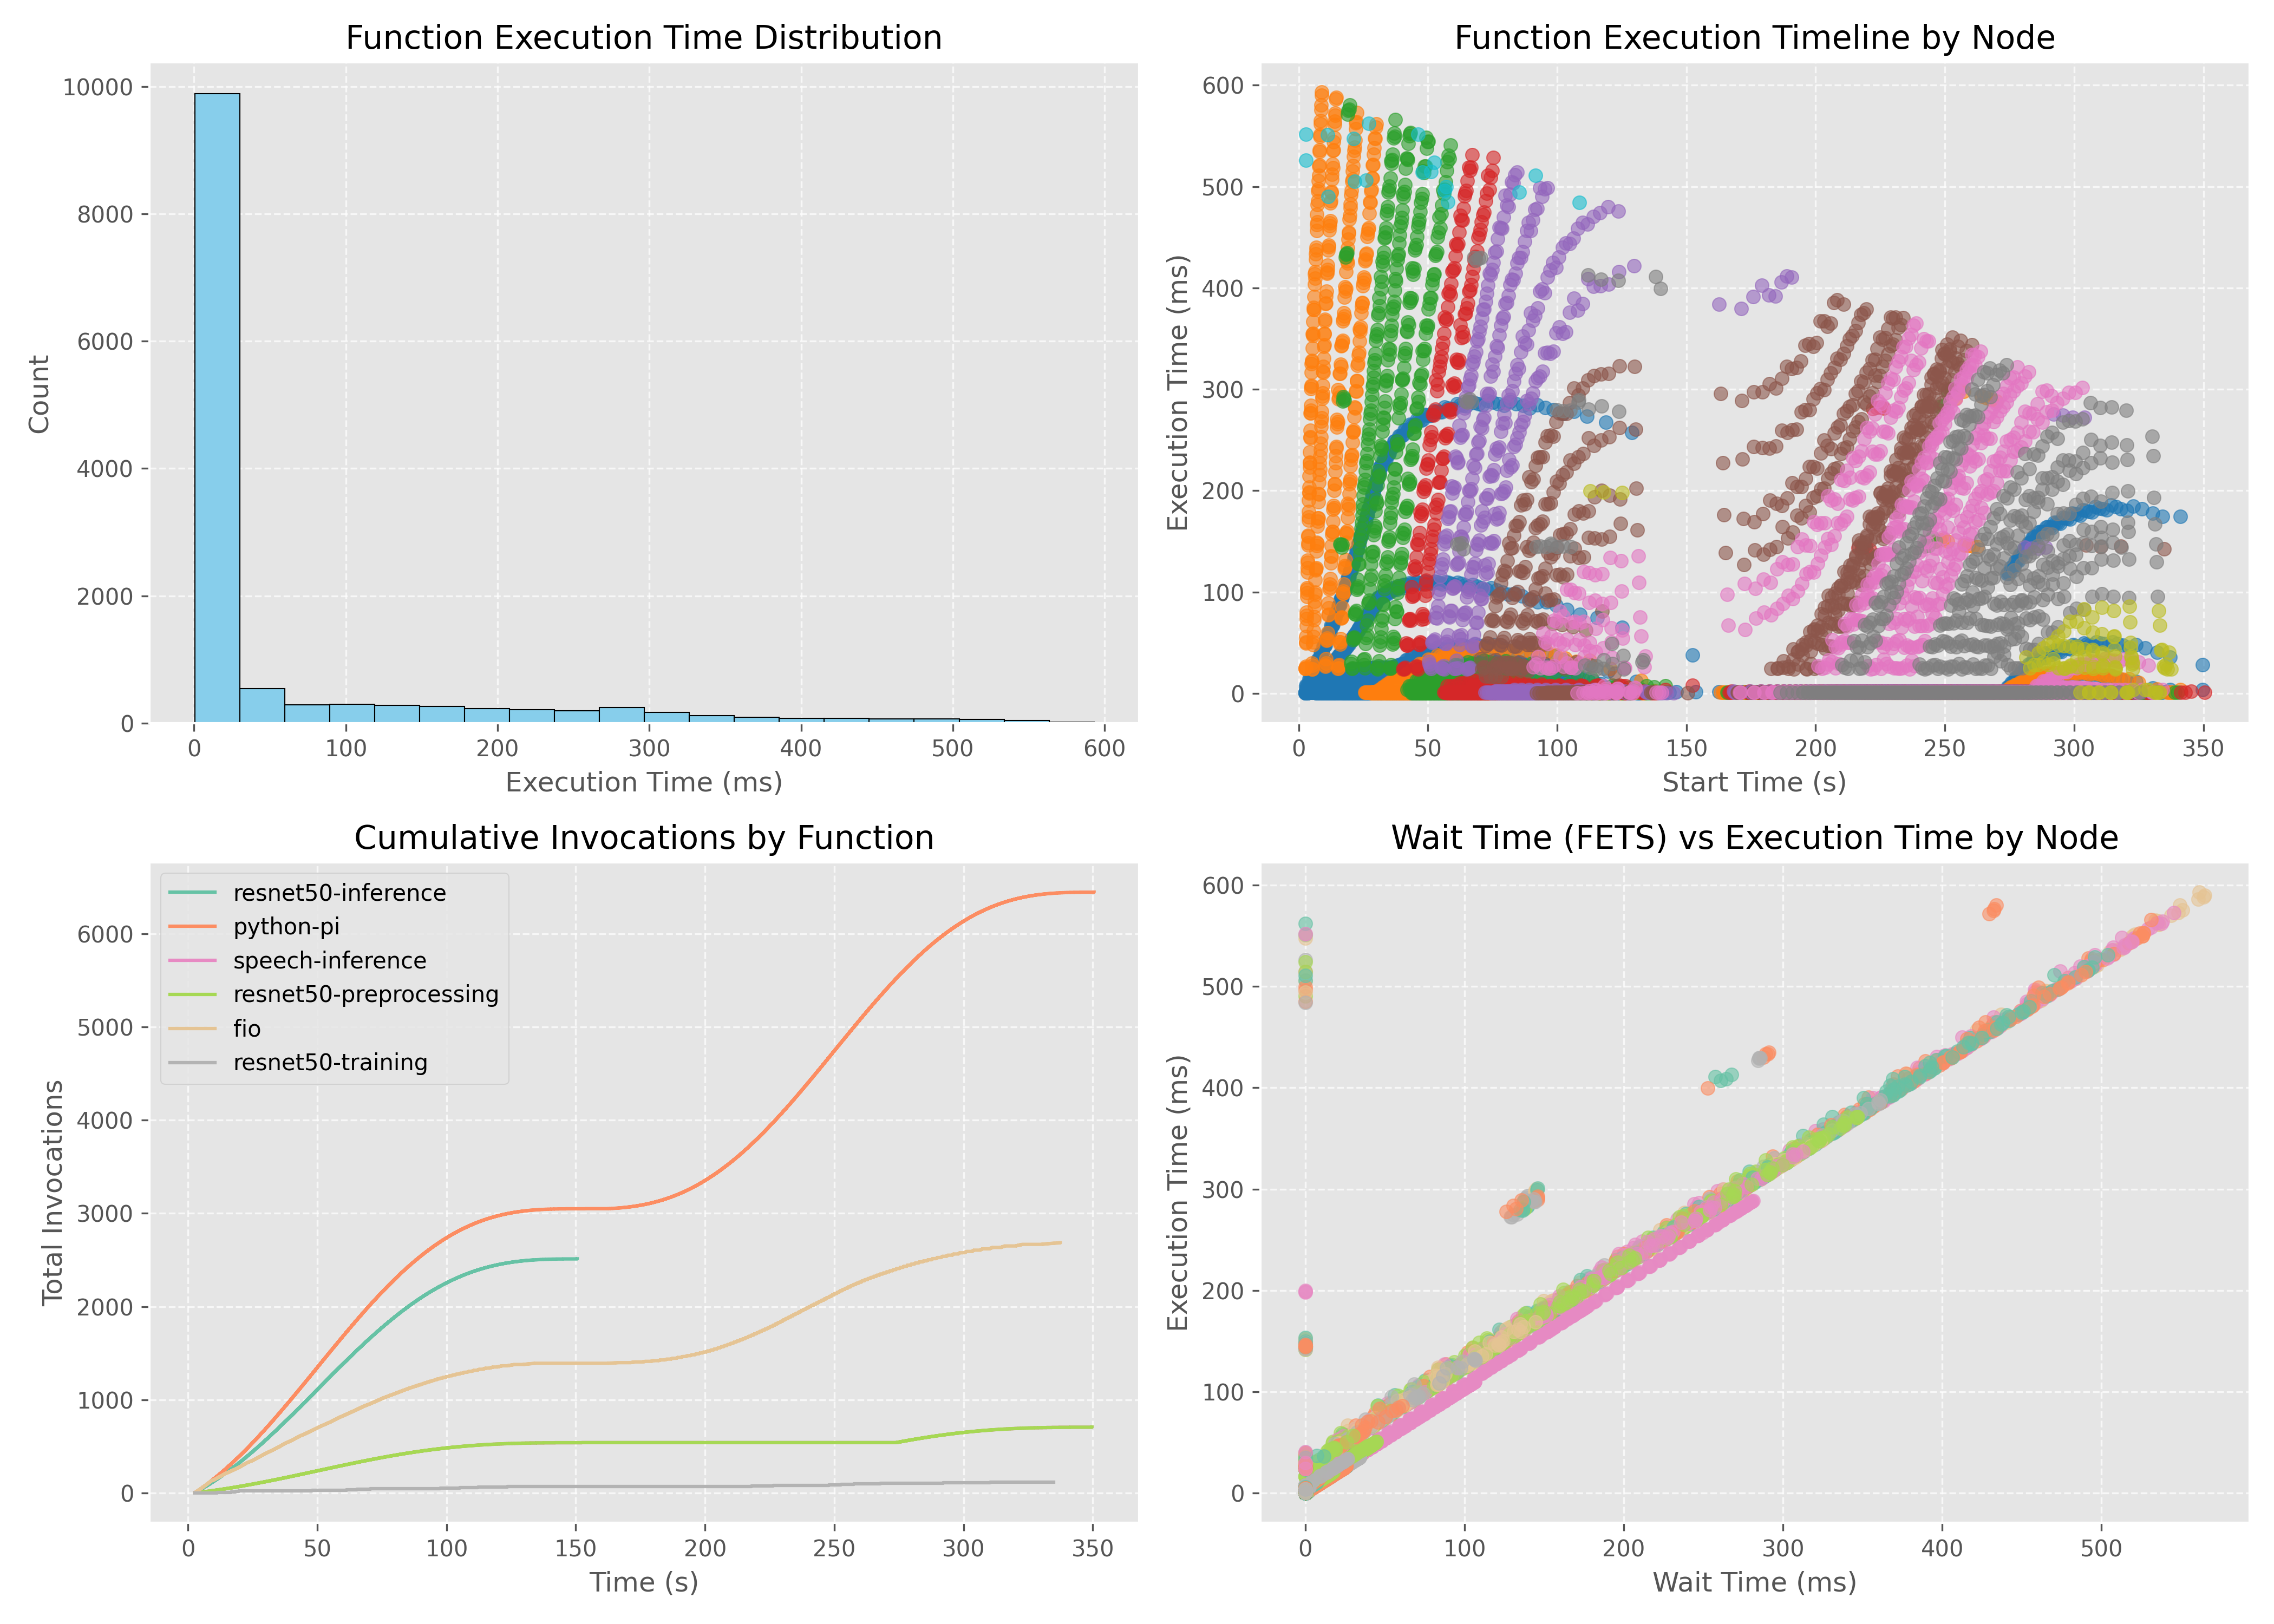 Function Execution Time Distribution
10000
8000
6000
4000
2000
0
Count
0 100 200 300 400 500 600
Execution Time (ms)
Function Execution Timeline by Node
600
500
400
300
200
100
0
Execution Time (ms)
0 50 100 150 200 250 300 350
Start Time (s)
Cumulative Invocations by Function
resnet50-inference
python-pi
speech-inference
resnet50-preprocessing
fio
resnet50-training
6000
5000
4000
3000
2000
1000
0
Total Invocations
0 50 100 150 200 250 300 350
Time (s)
Wait Time (FETS) vs Execution Time by Node
600
500
400
300
200
100
0
Execution Time (ms)
0 100 200 300 400 500
Wait Time (ms)